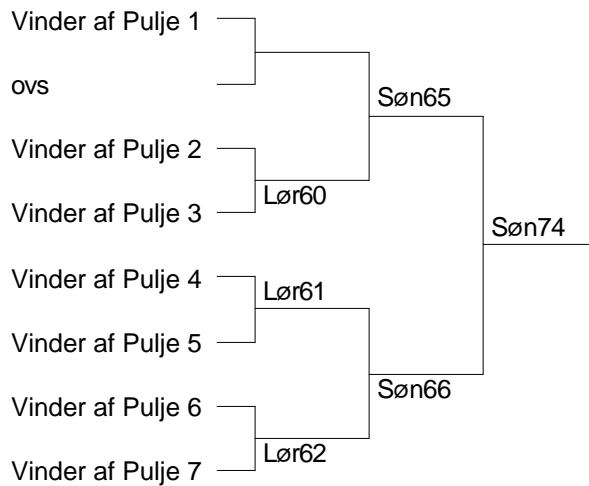 Vinder af Pulje 1
ovs
Søn65
Vinder af Pulje 2
Lør60
Vinder af Pulje 3
Søn74
Vinder af Pulje 4
Lør61
Vinder af Pulje 5
Søn66
Vinder af Pulje 6
Lør62
Vinder af Pulje 7